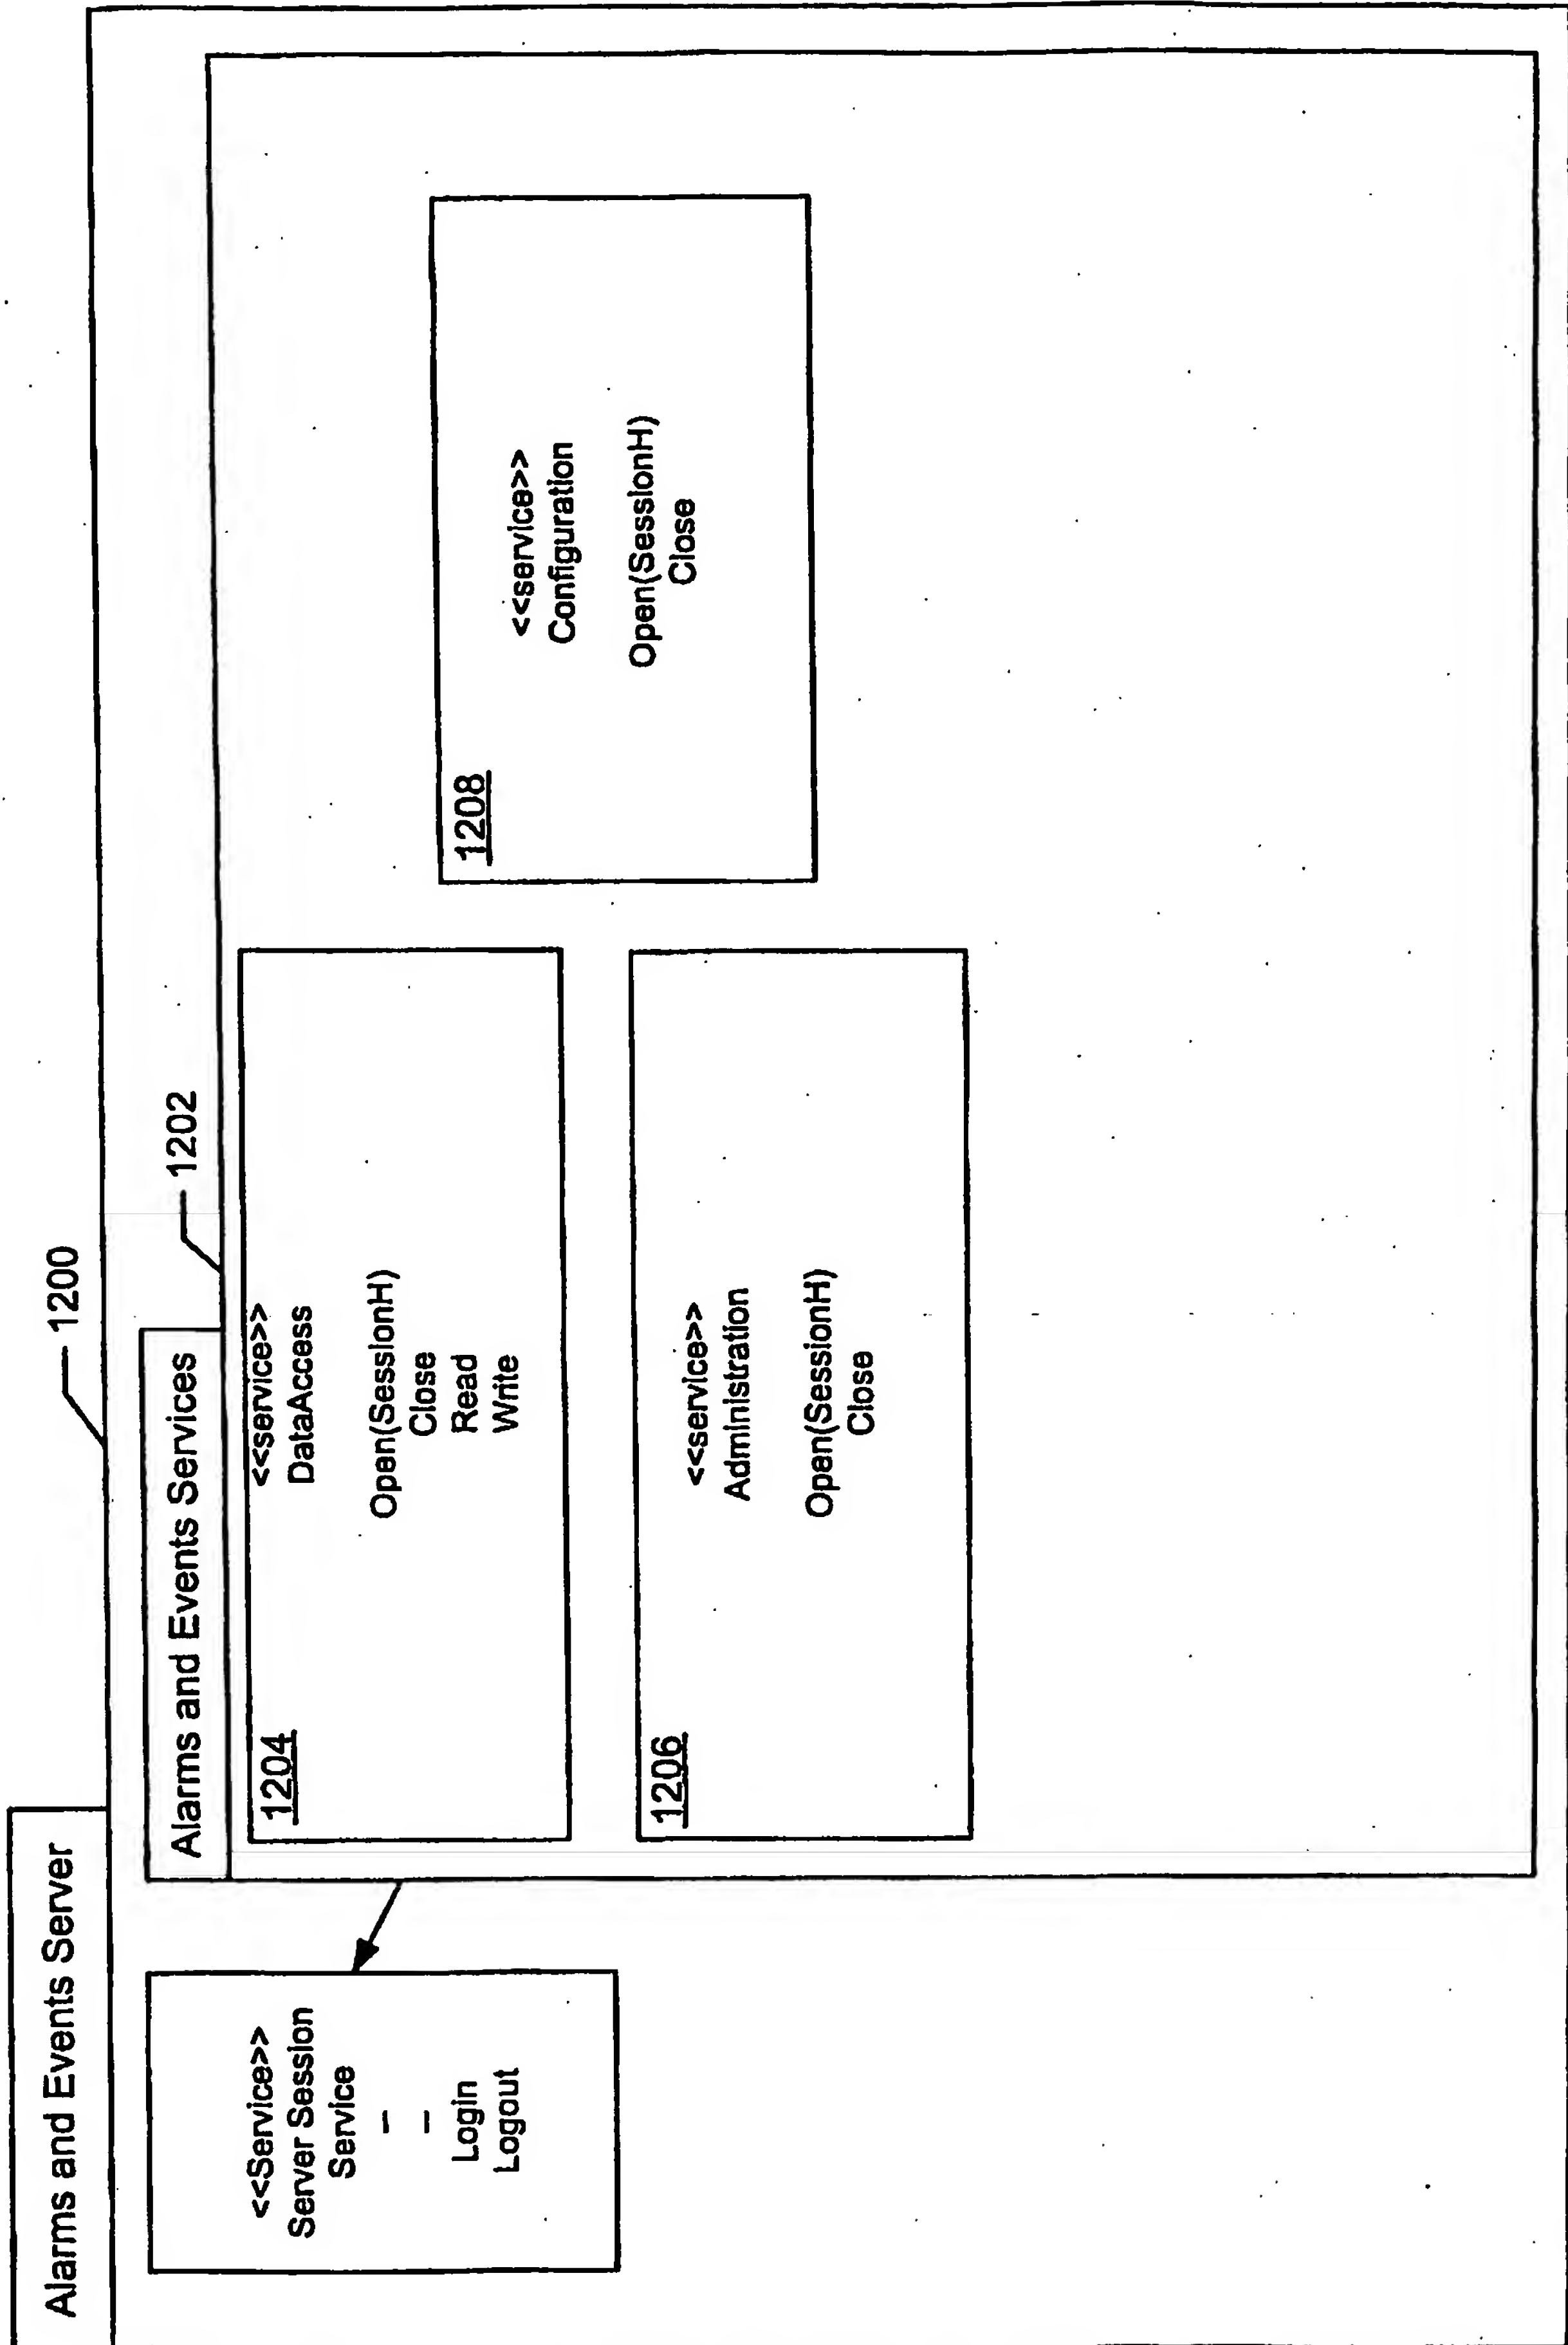 Alarms and Events Server
1200
<<Service>>
Server Session
Service
–
–
Login
Logout
Alarms and Events Services
1202
1204
<<service>>
DataAccess
Open(SessionH)
Close
Read
Write
1206
<<service>>
Administration
Open(SessionH)
Close
1208
<<service>>
Configuration
Open(SessionH)
Close